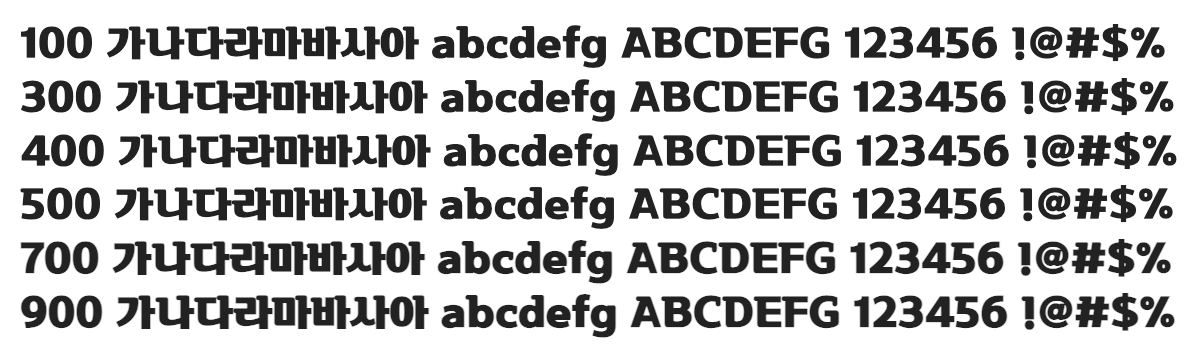 100 가나다라마바사아 abcdefg ABCDEFG 123456 !@#$%
300 가나다라마바사아 abcdefg ABCDEFG 123456 !@#$%
400 가나다라마바사아 abcdefg ABCDEFG 123456 !@#$%
500 가나다라마바사아 abcdefg ABCDEFG 123456 !@#$%
700 가나다라마바사아 abcdefg ABCDEFG 123456 !@#$%
900 가나다라마바사아 abcdefg ABCDEFG 123456 !@#$%